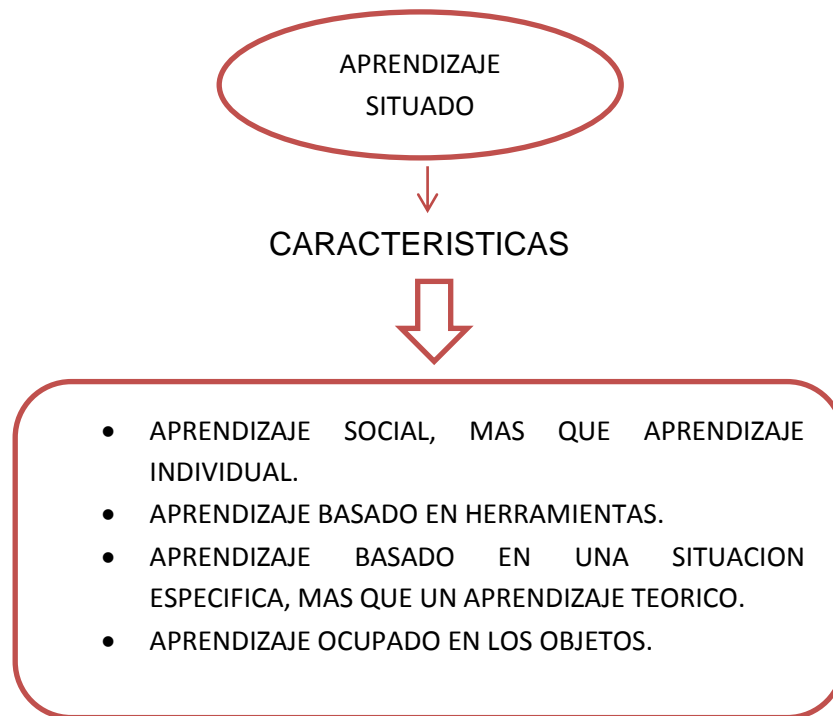 APRENDIZAJE
SITUADO
CARACTERISTICAS
• APRENDIZAJE SOCIAL, MAS QUE APRENDIZAJE
INDIVIDUAL.
• APRENDIZAJE BASADO EN HERRAMIENTAS.
• APRENDIZAJE BASADO EN UNA SITUACION
ESPECIFICA, MAS QUE UN APRENDIZAJE TEORICO.
• APRENDIZAJE OCUPADO EN LOS OBJETOS.